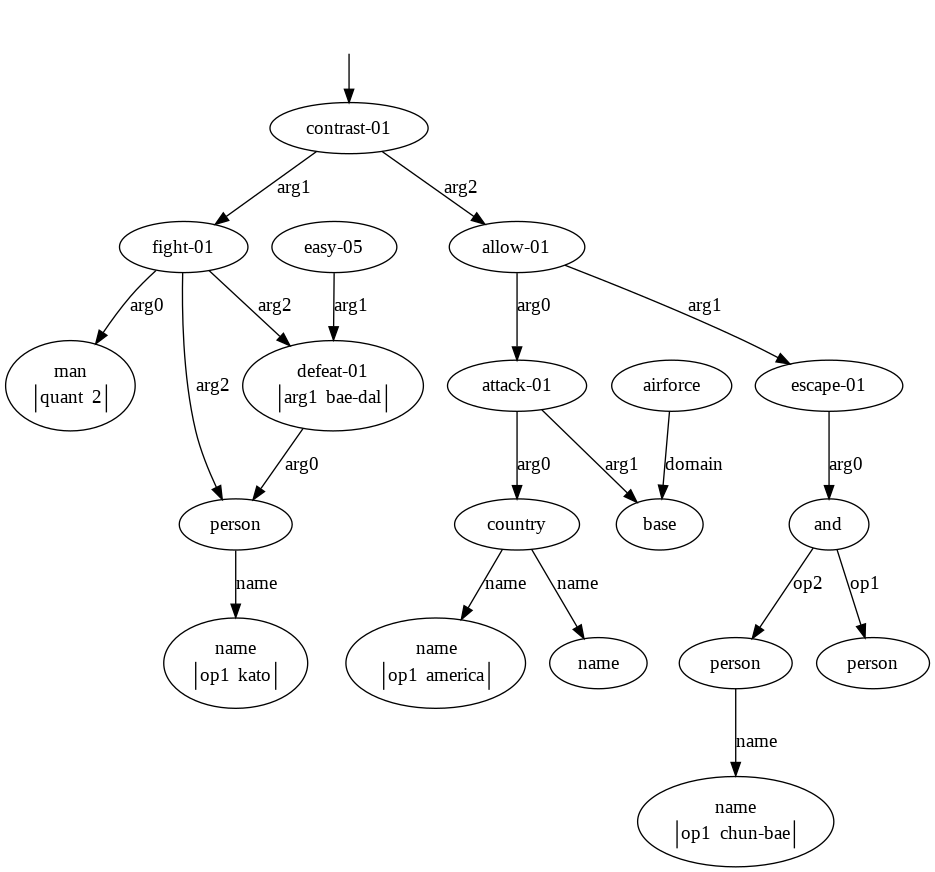 contrast-01
arg1
arg2
fight-01
easy-05
allow-01
arg0
arg2
arg1
arg0
arg1
man
quant 2
arg2
defeat-01
arg1 bae-dal
attack-01
airforce
escape-01
arg0
arg0
arg1
domain
arg0
person
country
base
and
name
name
name
op2
op1
name
op1 kato
name
op1 america
name
person
person
name
name
op1 chun-bae